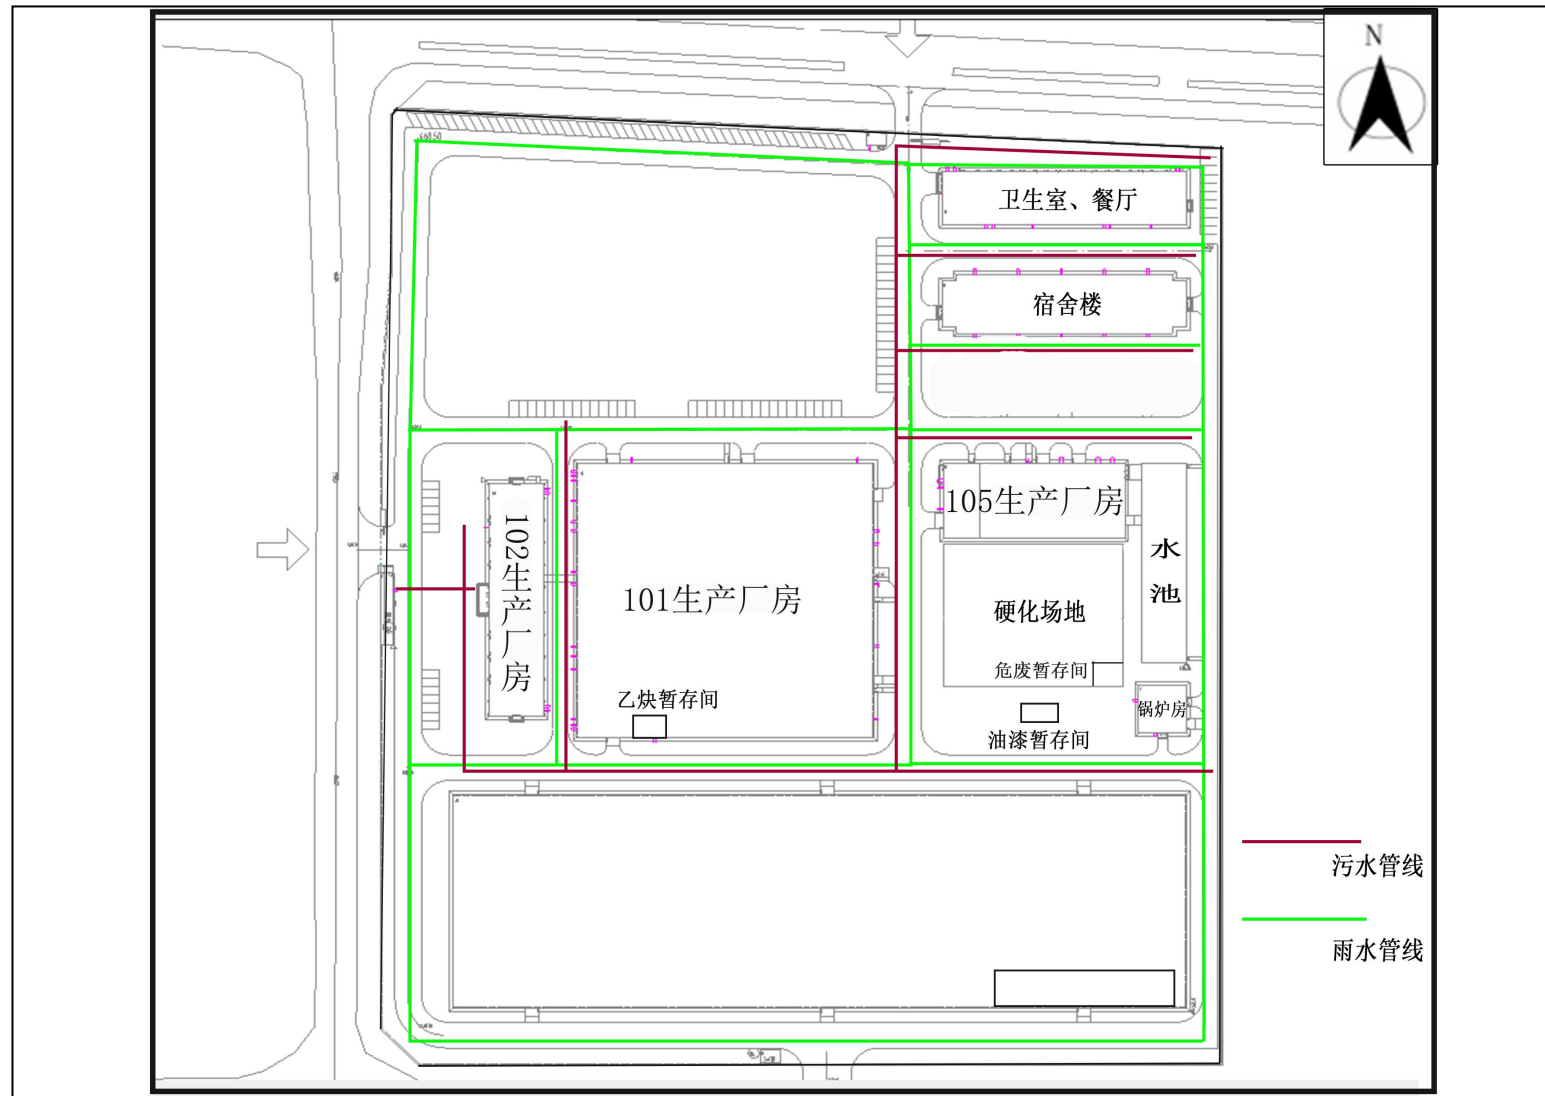 N
卫生室、餐厅
宿舍楼
105生产厂房
102生产厂房
101生产厂房
水池
硬化场地
危废暂存间
乙炔暂存间
锅炉房
油漆暂存间
污水管线
雨水管线